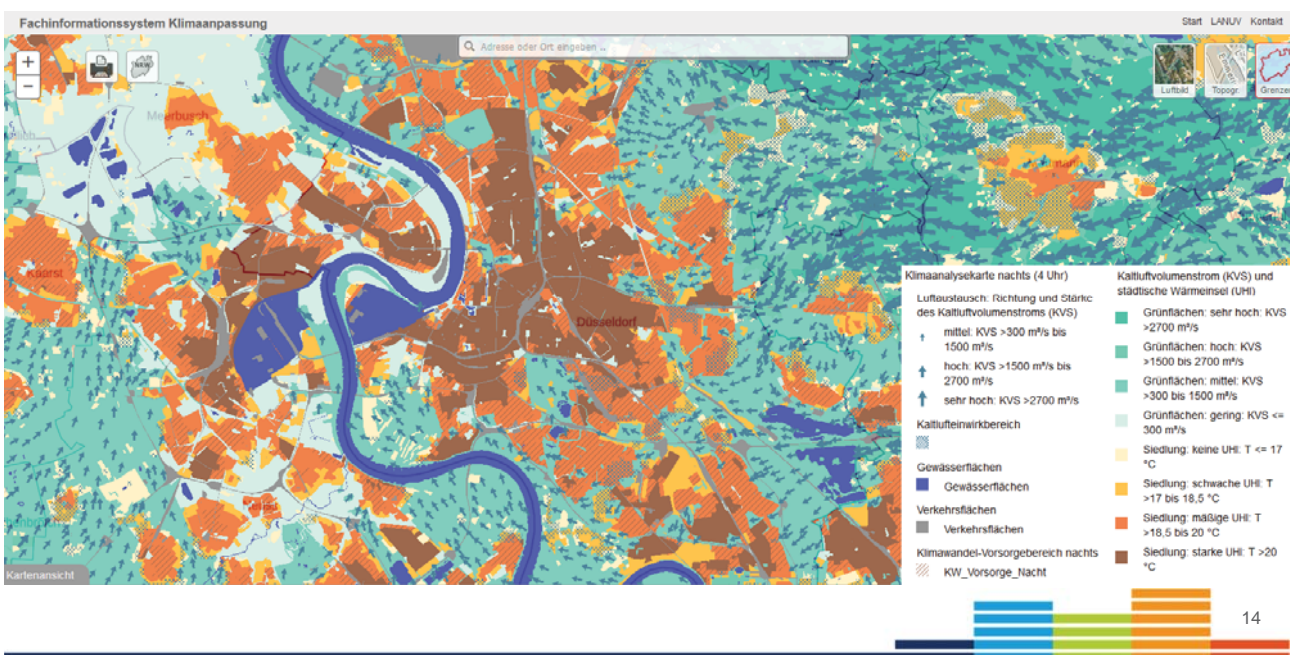 Fachinformationssystem Klimaanpassung
Start LANUV Kontakt
Adresse oder Ort eingeben ..
+
−
NRW
Luftbild
Topogr.
Grenzen
Meerbusch
Kaarst
Düsseldorf
Kartenansicht
Klimaanalysekarte nachts (4 Uhr)
Luftaustausch: Richtung und Stärke
des Kaltluftvolumenstroms (KVS)
mittel: KVS >300 m³/s bis
1500 m³/s
hoch: KVS >1500 m³/s bis
2700 m³/s
sehr hoch: KVS >2700 m³/s
Kaltlufteinwirkbereich
Gewässerflächen
Gewässerflächen
Verkehrsflächen
Verkehrsflächen
Klimawandel-Vorsorgebereich nachts
KW_Vorsorge_Nacht
Kaltluftvolumenstrom (KVS) und
städtische Wärmeinsel (UHI)
Grünflächen: sehr hoch: KVS
>2700 m³/s
Grünflächen: hoch: KVS
>1500 bis 2700 m³/s
Grünflächen: mittel: KVS
>300 bis 1500 m³/s
Grünflächen: gering: KVS <=
300 m³/s
Siedlung: keine UHI: T <= 17
°C
Siedlung: schwache UHI: T
>17 bis 18,5 °C
Siedlung: mäßige UHI: T
>18,5 bis 20 °C
Siedlung: starke UHI: T >20
°C
14